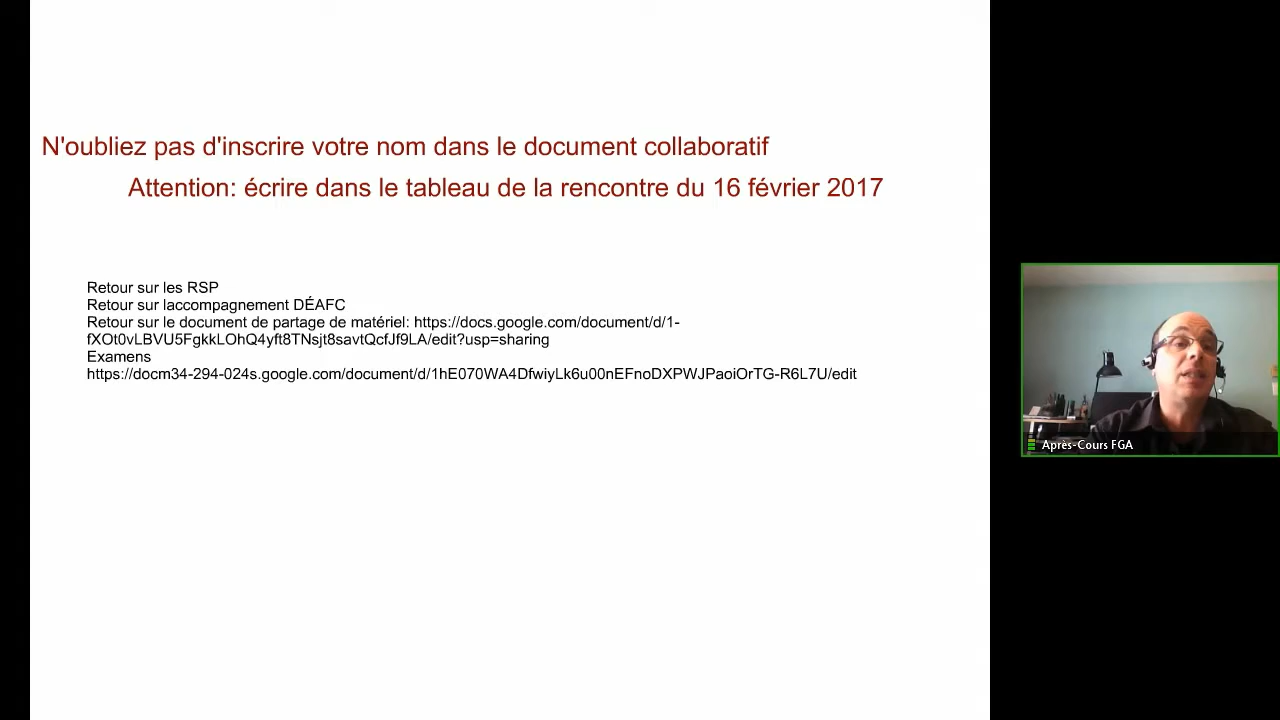 N'oubliez pas d'inscrire votre nom dans le document collaboratif
Attention: écrire dans le tableau de la rencontre du 16 février 2017
Retour sur les RSP
Retour sur laccompagnement DÉAFC
Retour sur le document de partage de matériel: https://docs.google.com/document/d/1-
fXOt0vLBVU5FgkkLOhQ4yft8TNsjt8savtQcfJf9LA/edit?usp=sharing
Examens
https://docm34-294-024s.google.com/document/d/1hE070WA4DfwiyLk6u00nEFnoDXPWJPaoiOrTG-R6L7U/edit
Après-Cours FGA